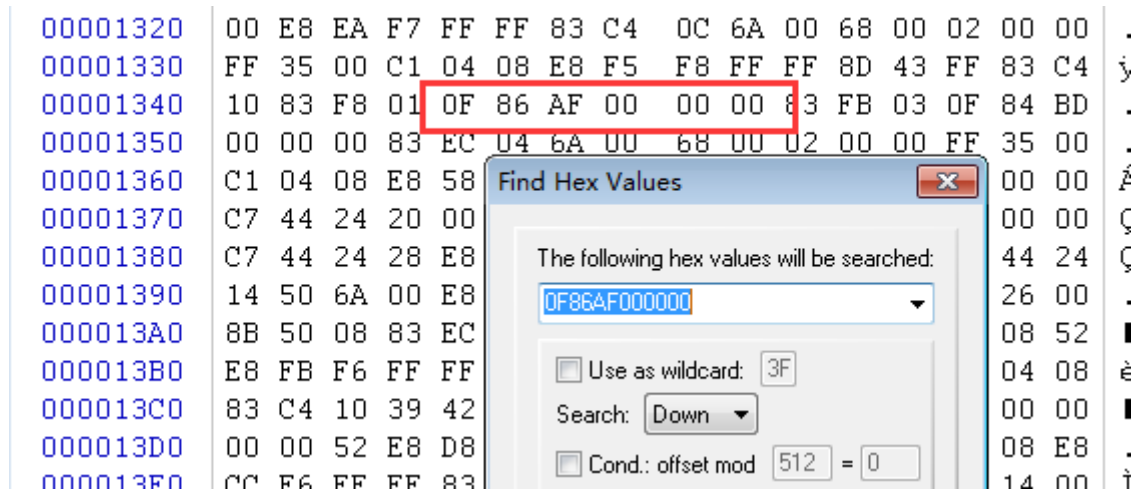 00001320 00 E8 EA F7 FF FF 83 C4 0C 6A 00 68 00 02 00 00 .
00001330 FF 35 00 C1 04 08 E8 F5 F8 FF FF 8D 43 FF 83 C4 ÿ
00001340 10 83 F8 01 0F 86 AF 00 00 00 83 FB 03 0F 84 BD .
00001350 00 00 00 83 EC 04 6A 00 68 00 02 00 00 FF 35 00 .
00001360 C1 04 08 E8 58 00 00 Á
00001370 C7 44 24 20 00 00 00 Ç
00001380 C7 44 24 28 E8 44 24 Ç
00001390 14 50 6A 00 E8 26 00 .
000013A0 8B 50 08 83 EC 08 52
000013B0 E8 FB F6 FF FF 04 08 è
000013C0 83 C4 10 39 42 00 00
000013D0 00 00 52 E8 D8 08 E8 .
000013E0 CC F6 FF FF 83 14 00 Ì
Find Hex Values
The following hex values will be searched:
0F86AF000000
Use as wildcard: 3F
Search: Down
Cond.: offset mod 512 = 0